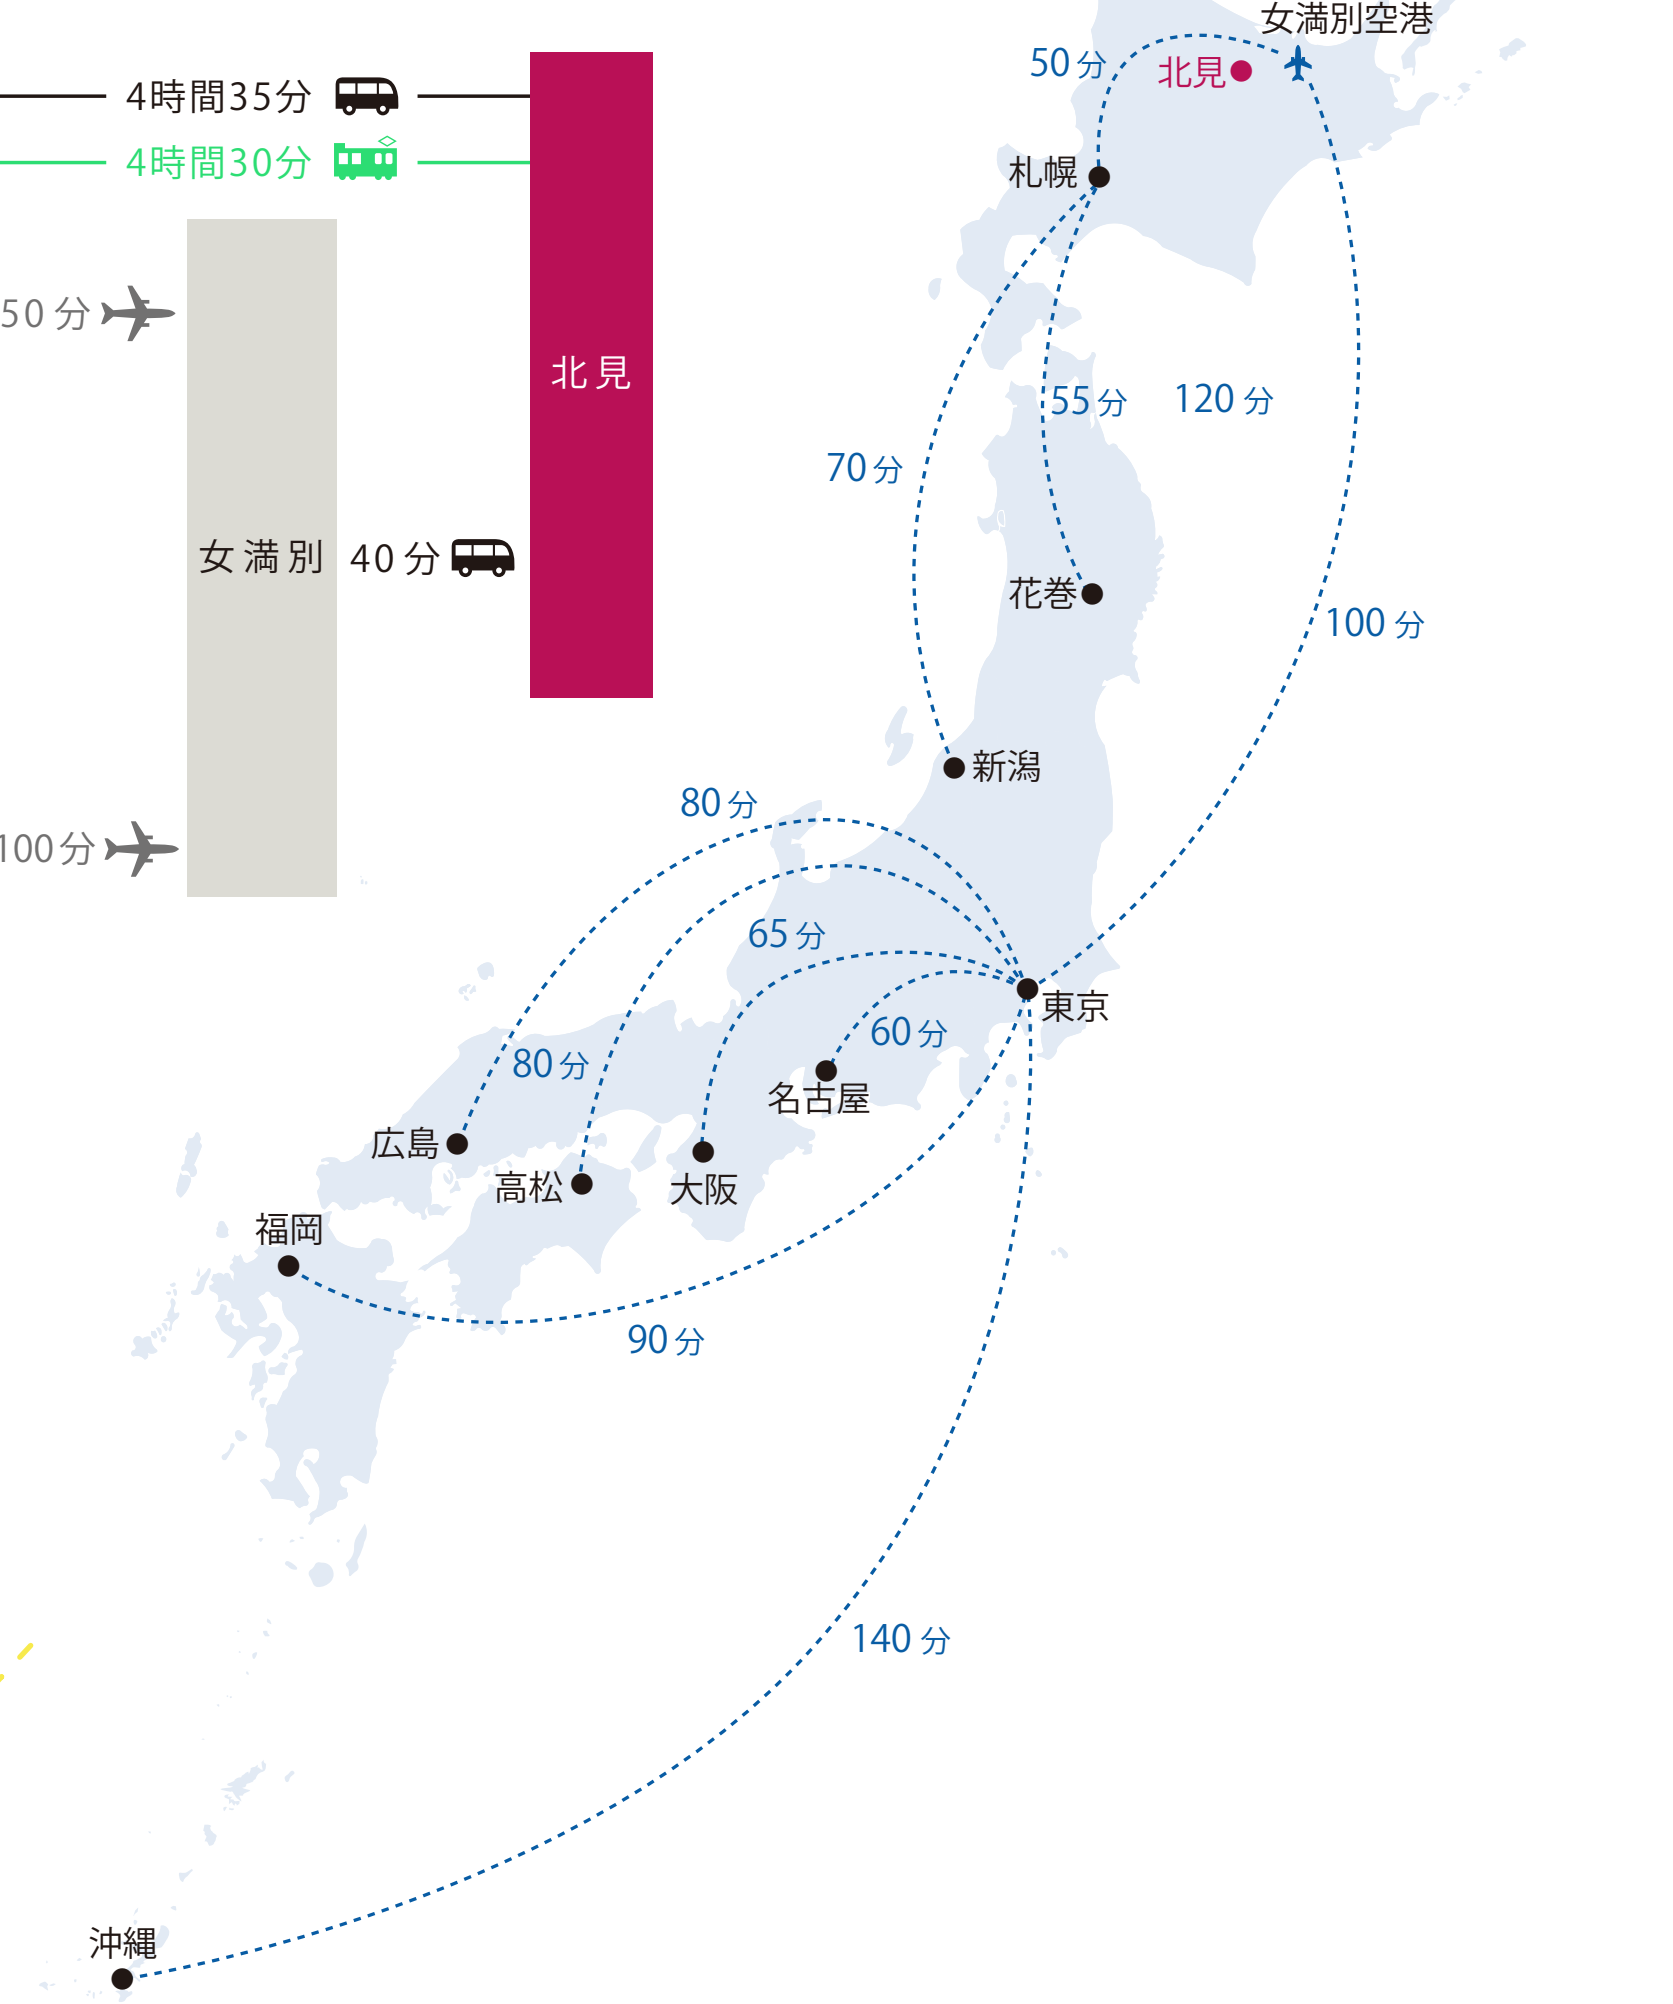 女満別空港
50分
北見
4時間35分
4時間30分
札幌
50分
北見
55分
120分
70分
女満別
40分
花巻
100分
新潟
80分
100分
65分
東京
60分
80分
名古屋
広島
高松
大阪
福岡
90分
140分
沖縄